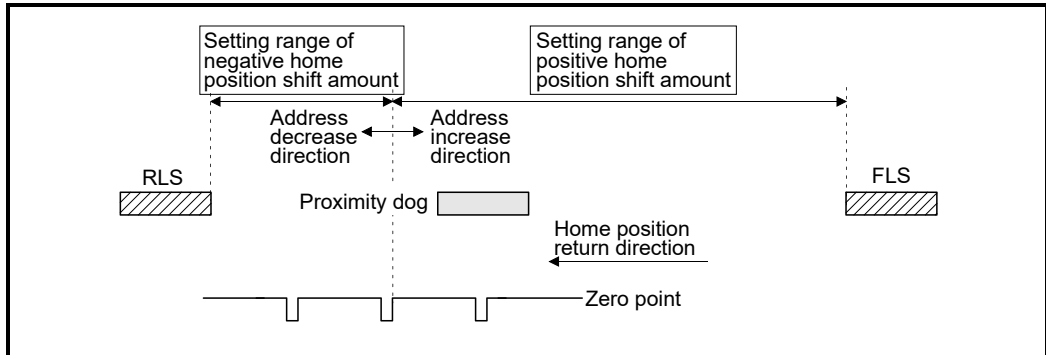 Setting range of
negative home
position shift amount
Setting range of
positive home
position shift amount
Address
decrease
direction
Address
increase
direction
RLS
FLS
Proximity dog
Home position
return direction
Zero point